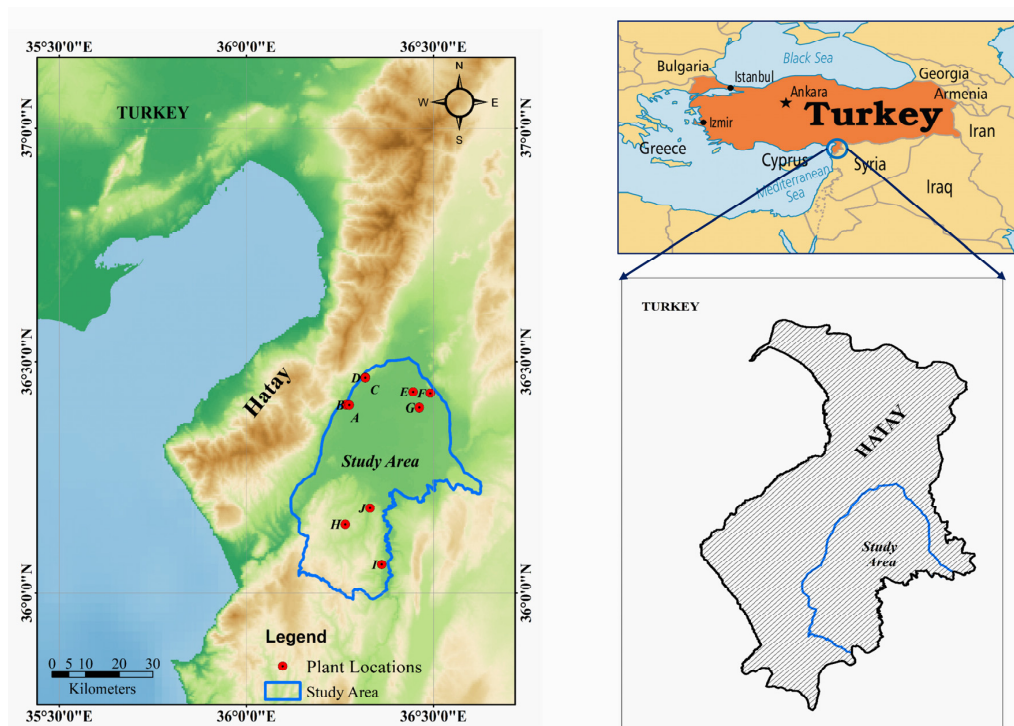 35°30'0"E 36°0'0"E 36°30'0"E
N
W E
S
TURKEY
37°0'0"N 37°0'0"N
Hatay
36°30'0"N 36°30'0"N
D
C
E F
B
A
G
Study Area
J
H
I
36°0'0"N 36°0'0"N
Legend
Plant Locations
Study Area
0 5 10 20 30
Kilometers
35°30'0"E 36°0'0"E 36°30'0"E
Black Sea
Bulgaria
Georgia
Istanbul
Armenia
Ankara
Turkey
Izmir
Iran
Greece
Cyprus
Syria
Mediterranean
Sea
Iraq
TURKEY
HATAY
Study
Area